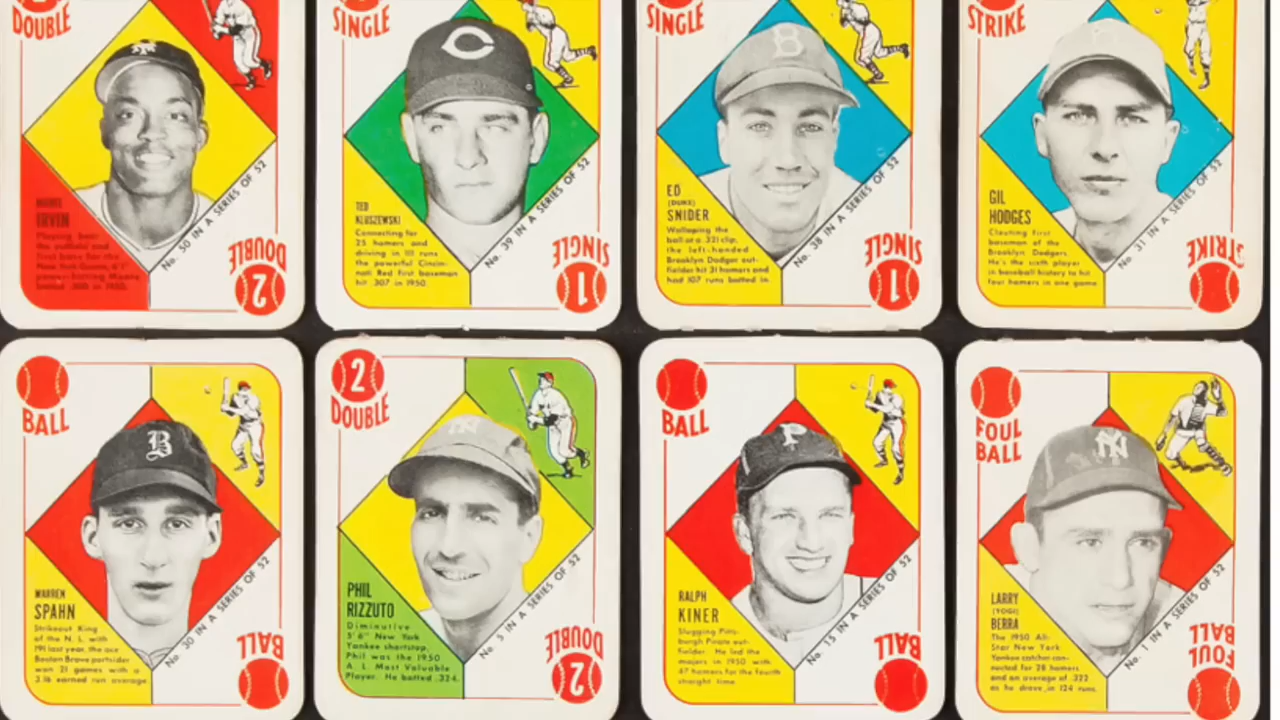 2
DOUBLE
MONTE
IRVIN
Playing both
the outfield and
first base for the
New York Giants, 6'1"
power-hitting Monte
batted .300 in 1950.
No. 50 IN A SERIES OF 52
DOUBLE
2
SINGLE
C
TED
KLUSZEWSKI
Connecting for
25 homers and
driving in 111 runs
the powerful Cincin-
nati Red first baseman
hit .307 in 1950.
No. 39 IN A SERIES OF 52
SINGLE
1
SINGLE
B
ED
(DUKE)
SNIDER
Walloping the
ball at a .321 clip,
the left-handed
Brooklyn Dodger out-
fielder hit 31 homers and
had 107 runs batted in.
No. 38 IN A SERIES OF 52
SINGLE
1
STRIKE
GIL
HODGES
Clouting first
baseman of the
Brooklyn Dodgers.
He's the sixth player
in baseball history to hit
four homers in one game
No. 31 IN A SERIES OF 52
STRIKE
BALL
B
WARREN
SPAHN
Strikeout King
of the N. L. with
191 last year, the ace
Boston Brave portsider
won 21 games with a
3.16 earned run average
No. 30 IN A SERIES OF 52
BALL
2
DOUBLE
NY
PHIL
RIZZUTO
Diminutive
5'6" New York
Yankee shortstop.
Phil was the 1950
A. L. Most Valuable
Player. He batted .324.
No. 5 IN A SERIES OF 52
DOUBLE
2
BALL
P
RALPH
KINER
Slugging Pitts-
burgh Pirate out-
fielder. He led the
majors in 1950 with
47 homers for the fourth
straight time
No. 15 IN A SERIES OF 52
BALL
FOUL
BALL
NY
LARRY
(YOGI)
BERRA
The 1950 All-
Star New York
Yankee catcher con-
nected for 28 homers
and an average of .322
as he drove in 124 runs.
No. 1 IN A SERIES OF 52
FOUL
BALL